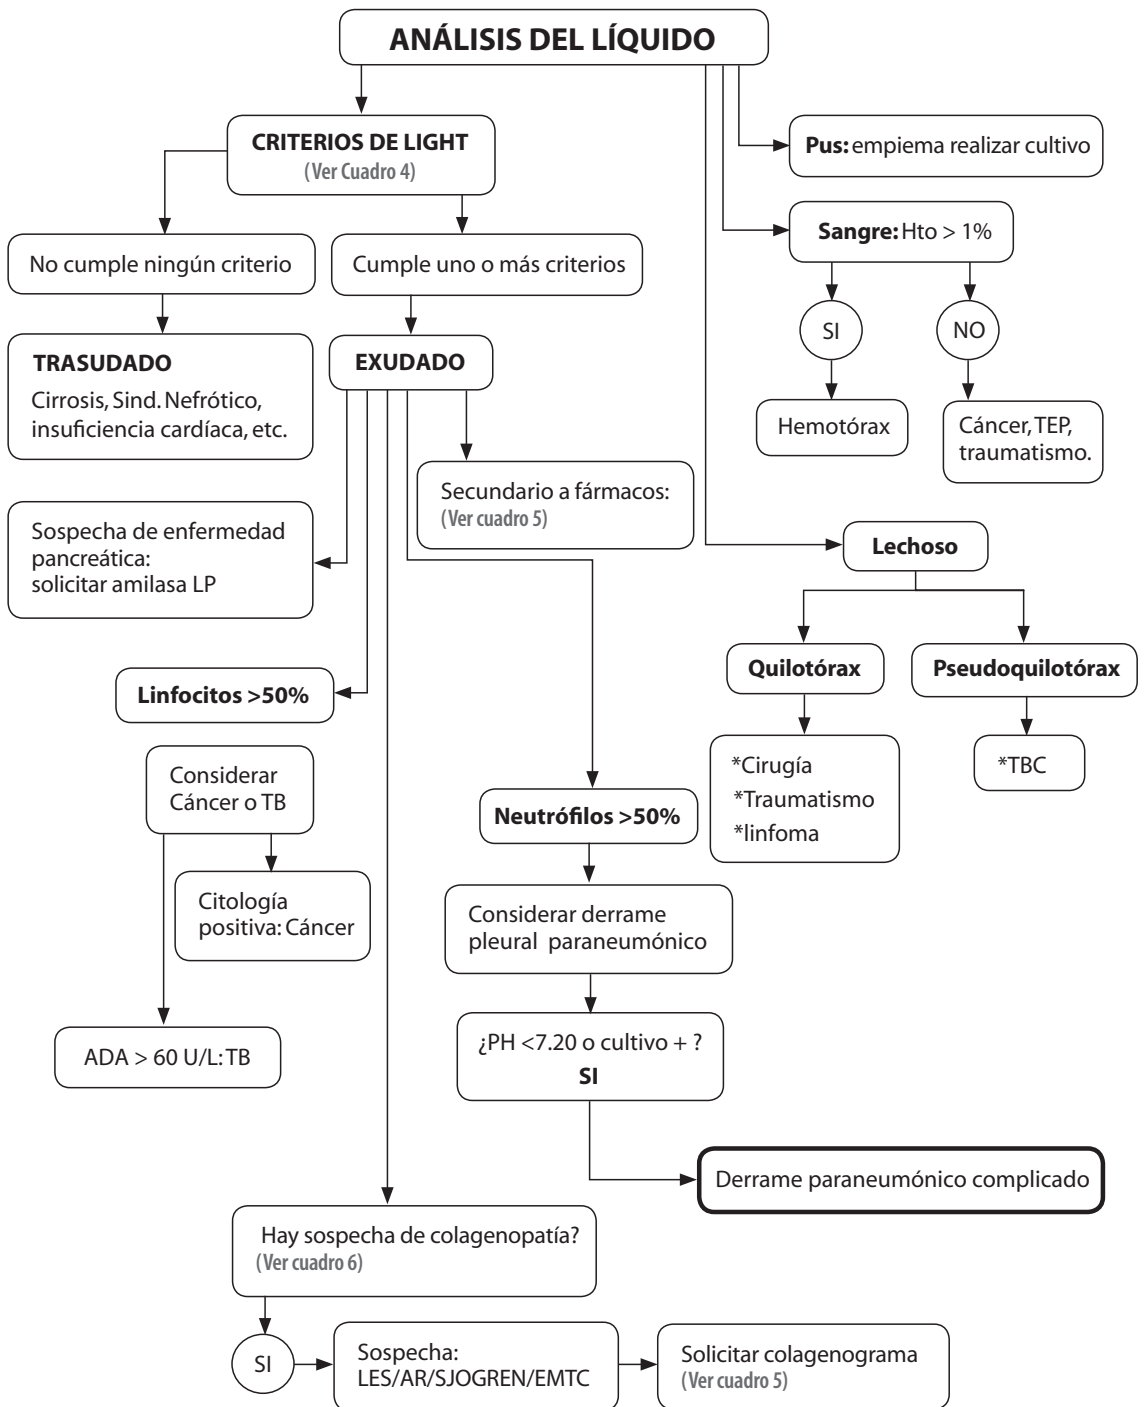 ANÁLISIS DEL LÍQUIDO
CRITERIOS DE LIGHT
(Ver Cuadro 4)
Pus: empiema realizar cultivo
Sangre: Hto > 1%
No cumple ningún criterio
Cumple uno o más criterios
SI
NO
TRASUDADO
Cirrosis, Sind. Nefrótico,
insuficiencia cardíaca, etc.
EXUDADO
Hemotórax
Cáncer, TEP,
traumatismo.
Secundario a fármacos:
(Ver cuadro 5)
Sospecha de enfermedad
pancreática:
solicitar amilasa LP
Lechoso
Linfocitos >50%
Quilotórax
Pseudoquilotórax
Considerar
Cáncer o TB
*Cirugía
*Traumatismo
*linfoma
*TBC
Neutrófilos >50%
Citología
positiva: Cáncer
Considerar derrame
pleural paraneumónico
ADA > 60 U/L: TB
¿PH <7.20 o cultivo + ?
SI
Derrame paraneumónico complicado
Hay sospecha de colagenopatía?
(Ver cuadro 6)
SI
Sospecha:
LES/AR/SJOGREN/EMTC
Solicitar colagenograma
(Ver cuadro 5)